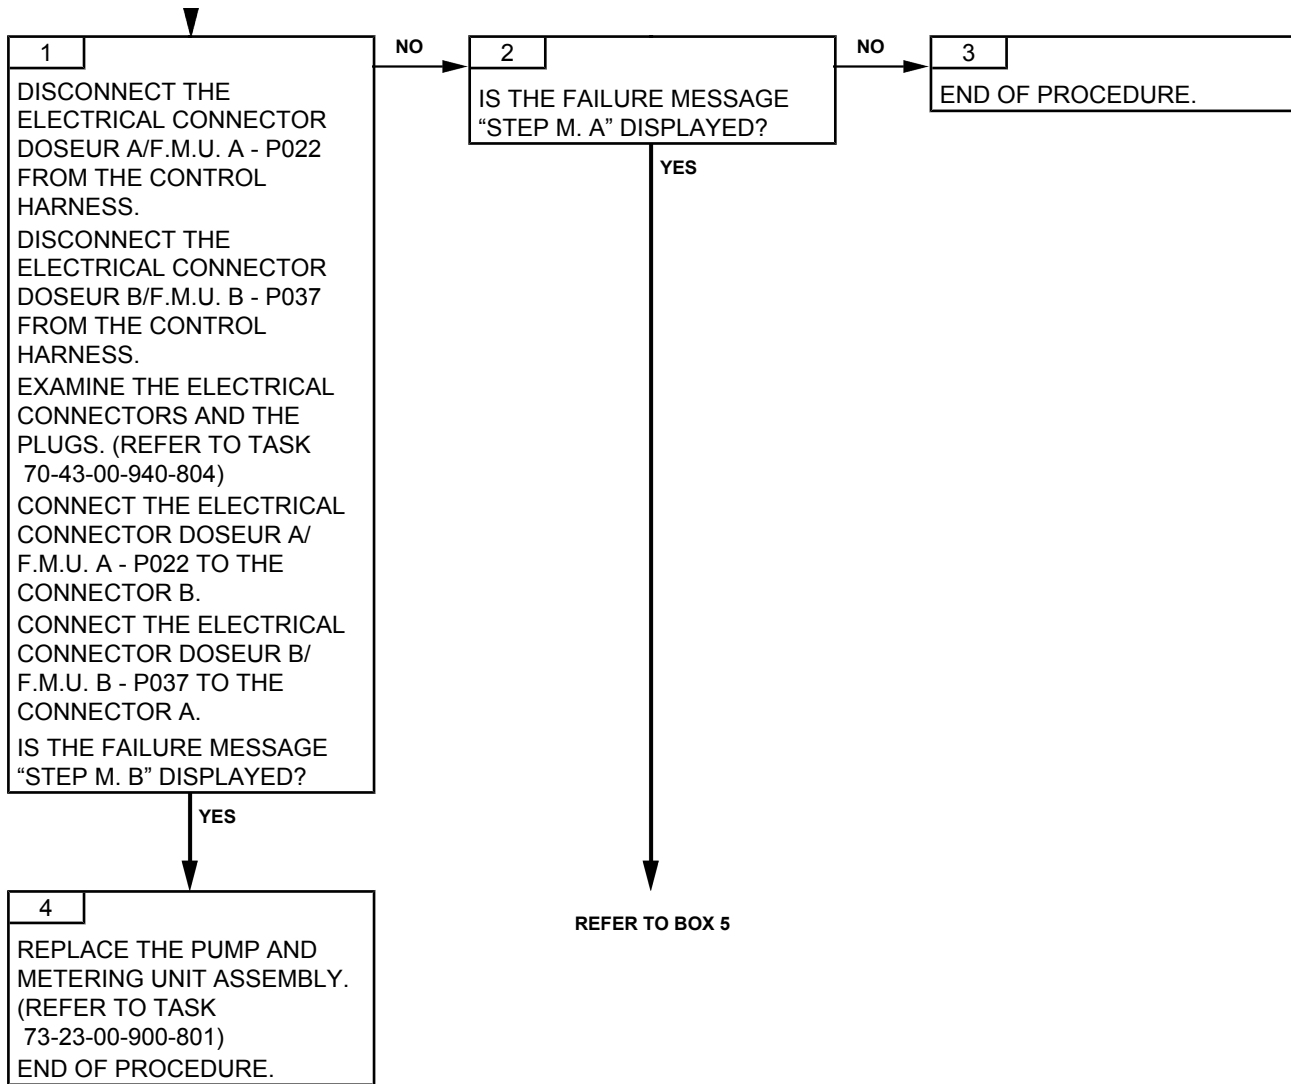 1
DISCONNECT THE
ELECTRICAL CONNECTOR
DOSEUR A/F.M.U. A - P022
FROM THE CONTROL
HARNESS.
DISCONNECT THE
ELECTRICAL CONNECTOR
DOSEUR B/F.M.U. B - P037
FROM THE CONTROL
HARNESS.
EXAMINE THE ELECTRICAL
CONNECTORS AND THE
PLUGS. (REFER TO TASK
70-43-00-940-804)
CONNECT THE ELECTRICAL
CONNECTOR DOSEUR A/
F.M.U. A - P022 TO THE
CONNECTOR B.
CONNECT THE ELECTRICAL
CONNECTOR DOSEUR B/
F.M.U. B - P037 TO THE
CONNECTOR A.
IS THE FAILURE MESSAGE
“STEP M. B” DISPLAYED?
NO
2
IS THE FAILURE MESSAGE
“STEP M. A” DISPLAYED?
NO
3
END OF PROCEDURE.
YES
REFER TO BOX 5
YES
4
REPLACE THE PUMP AND
METERING UNIT ASSEMBLY.
(REFER TO TASK
73-23-00-900-801)
END OF PROCEDURE.